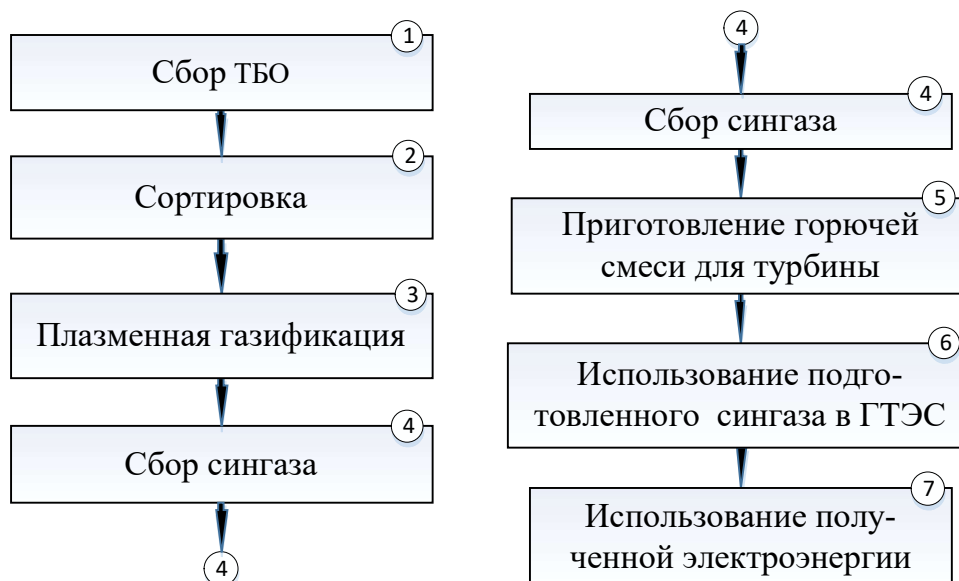 1
Сбор ТБО
2
Сортировка
3
Плазменная газификация
4
Сбор сингаза
4
4
4
Сбор сингаза
5
Приготовление горючей
смеси для турбины
6
Использование подго-
товленного сингаза в ГТЭС
7
Использование полу-
ченной электроэнергии